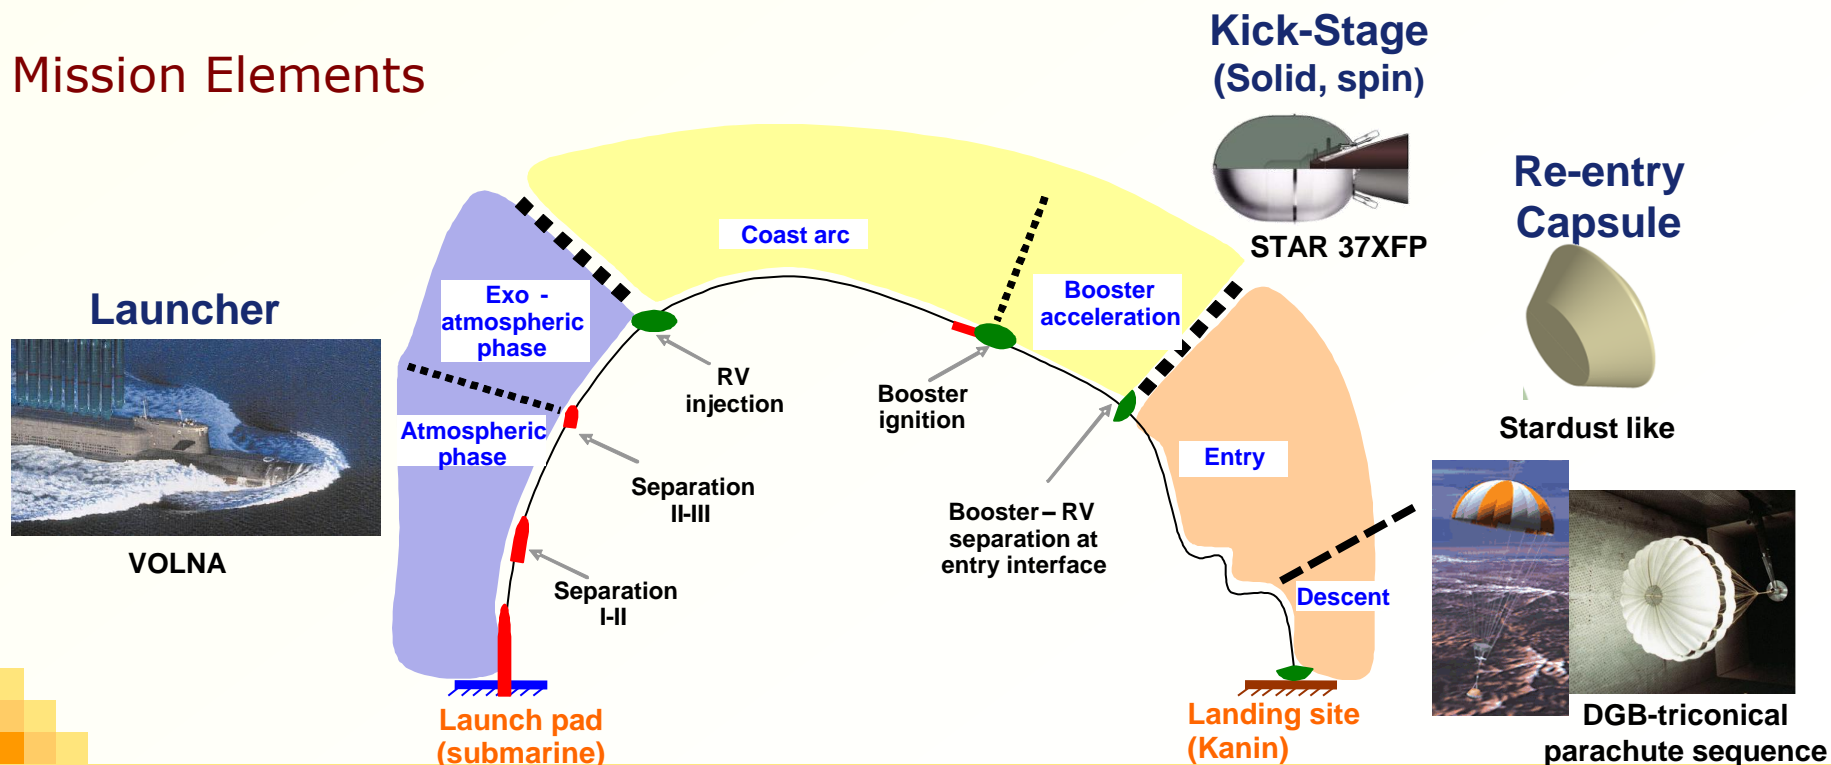 Mission Elements
Kick-Stage
(Solid, spin)
STAR 37XFP
Re-entry
Capsule
Stardust like
Launcher
VOLNA
Exo -
atmospheric
phase
Atmospheric
phase
Coast arc
Booster
acceleration
Entry
Descent
RV
injection
Booster
ignition
Separation
II-III
Separation
I-II
Booster – RV
separation at
entry interface
Launch pad
(submarine)
Landing site
(Kanin)
DGB-triconical
parachute sequence